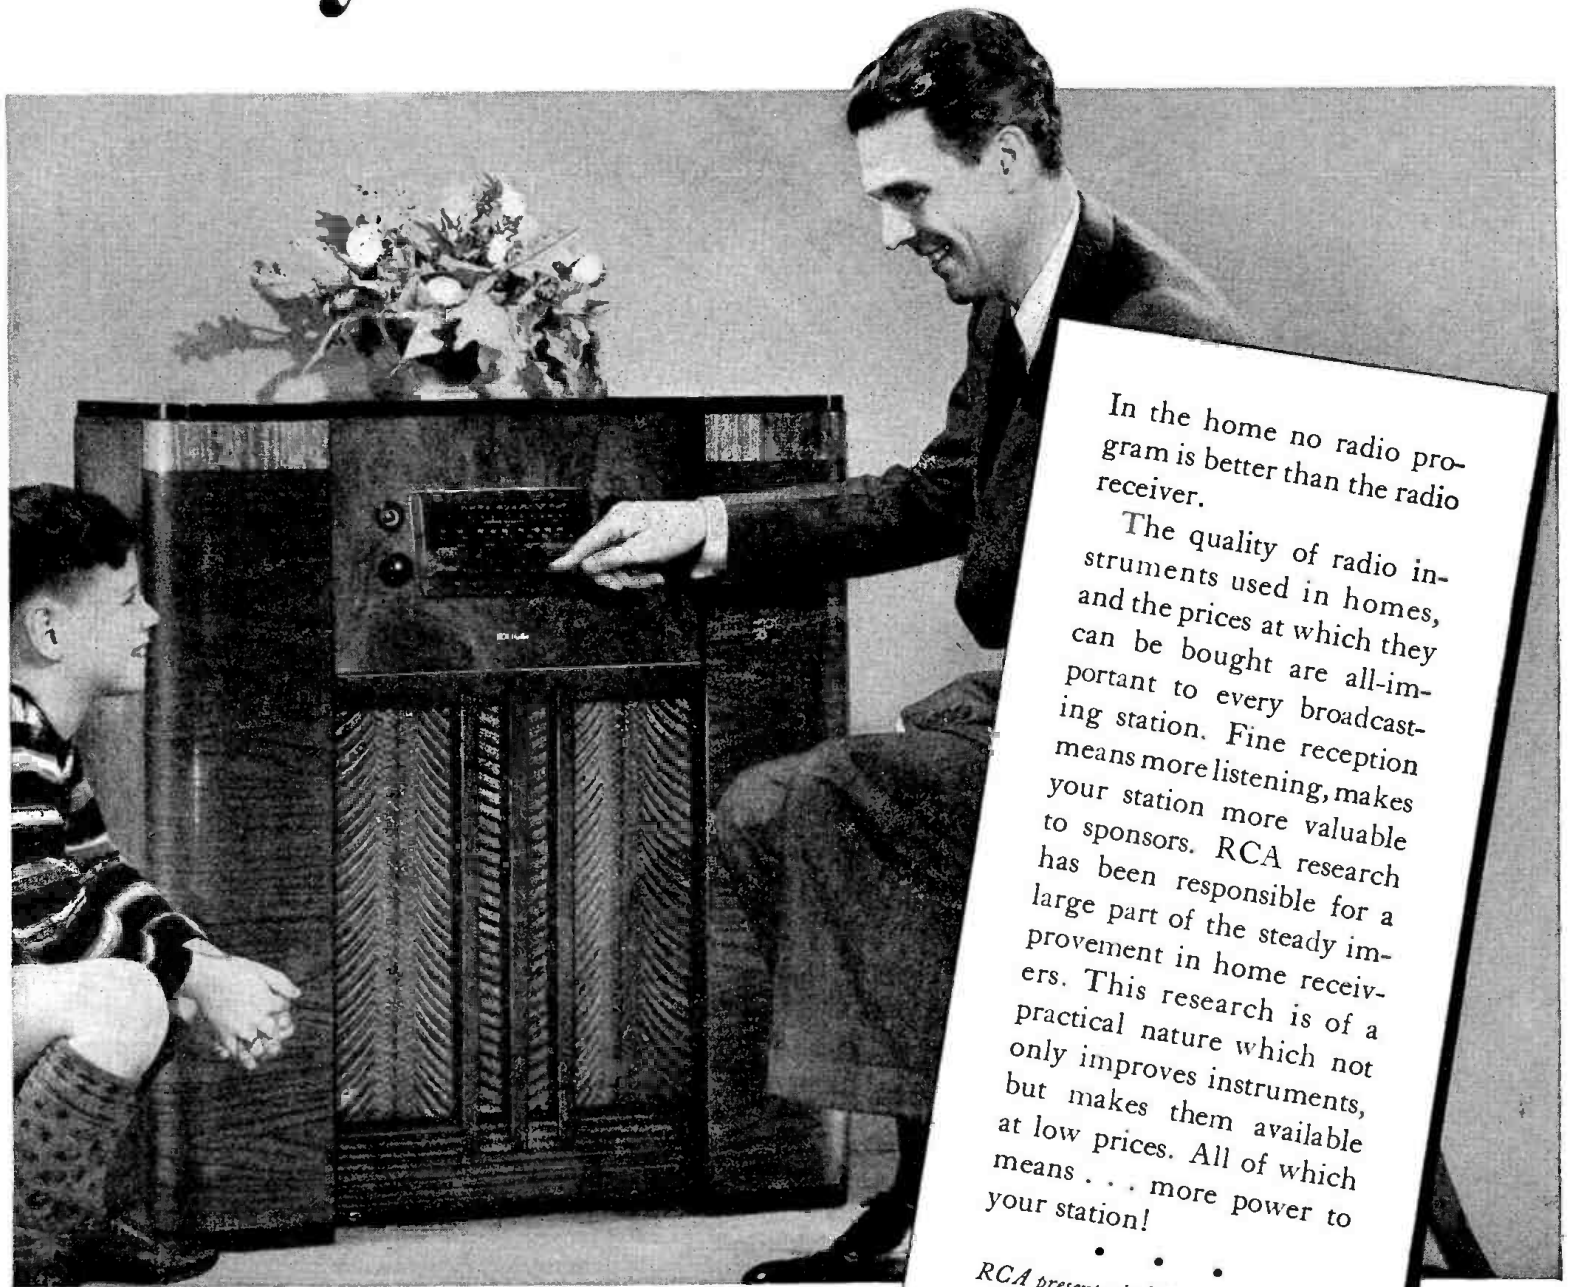 In the home no radio pro-
gram is better than the radio
receiver.
The quality of radio in-
struments used in homes,
and the prices at which they
can be bought are all-im-
portant to every broadcast-
ing station. Fine reception
means more listening, makes
your station more valuable
to sponsors. RCA research
has been responsible for a
large part of the steady im-
provement in home receiv-
ers. This research is of a
practical nature which not
only improves instruments,
but makes them available
at low prices. All of which
means . . . more power to
your station!
• • •
RCA